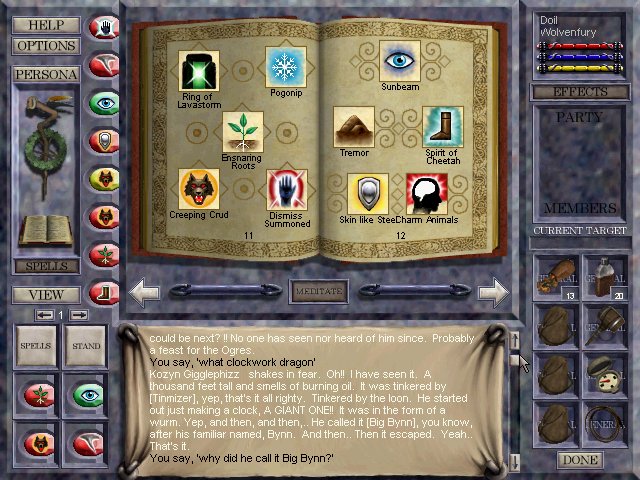 HELP
OPTIONS
PERSONA
SPELLS
VIEW
1
SPELLS
STAND
Ring of
Lavastorm
Pogonip
Ensnaring
Roots
Creeping Crud
Dismiss
Summoned
11
Sunbeam
Tremor
Spirit of
Cheetah
Skin like Steel
Charm Animals
12
MEDITATE
could be next? !! No one has seen nor heard of him since. Probably
a feast for the Ogres.
You say, 'what clockwork dragon'
Kozyn Gigglephizz shakes in fear. Oh!! I have seen it. A
thousand feet tall and smells of burning oil. It was tinkered by
[Tinmizer], yep, that's it all righty. Tinkered by the loon. He started
out just making a clock, A GIANT ONE!! It was in the form of a
wurm. Yep, and then, and then,.. He called it [Big Bynn], you know,
after his familiar named, Bynn. And then.. Then it escaped. Yeah..
That's it.
You say, 'why did he call it Big Bynn?'
Doil
Wolvenfury
EFFECTS
PARTY
MEMBERS
CURRENT TARGET
13
20
DONE